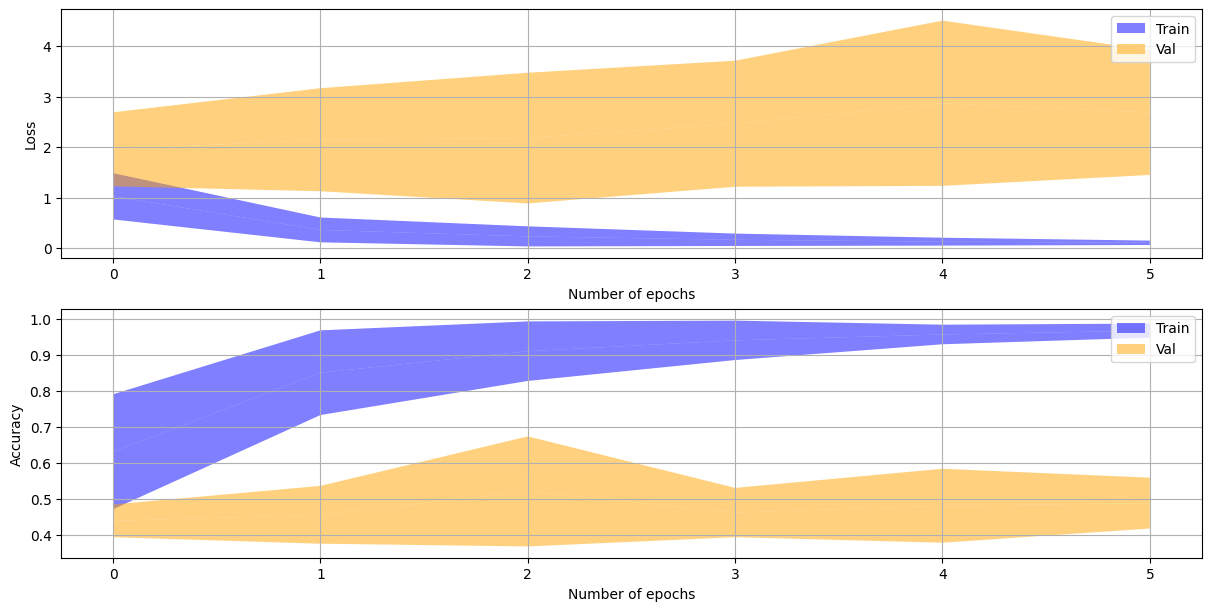 Loss
4
3
2
1
0
Train
Val
0 1 2 3 4 5
Number of epochs
Accuracy
1.0
0.9
0.8
0.7
0.6
0.5
0.4
Train
Val
0 1 2 3 4 5
Number of epochs